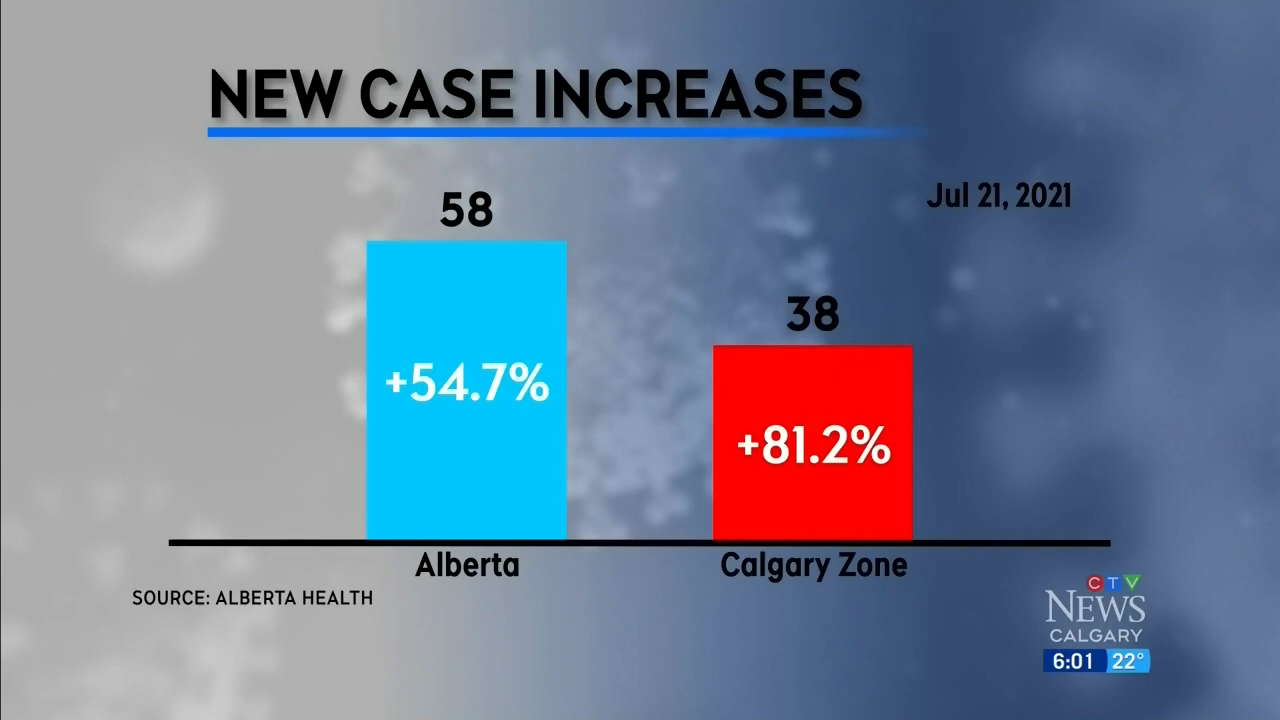 NEW CASE INCREASES
Jul 21, 2021
58
38
+54.7%
+81.2%
Alberta
Calgary Zone
SOURCE: ALBERTA HEALTH
CTV
NEWS
CALGARY
6:01 22°